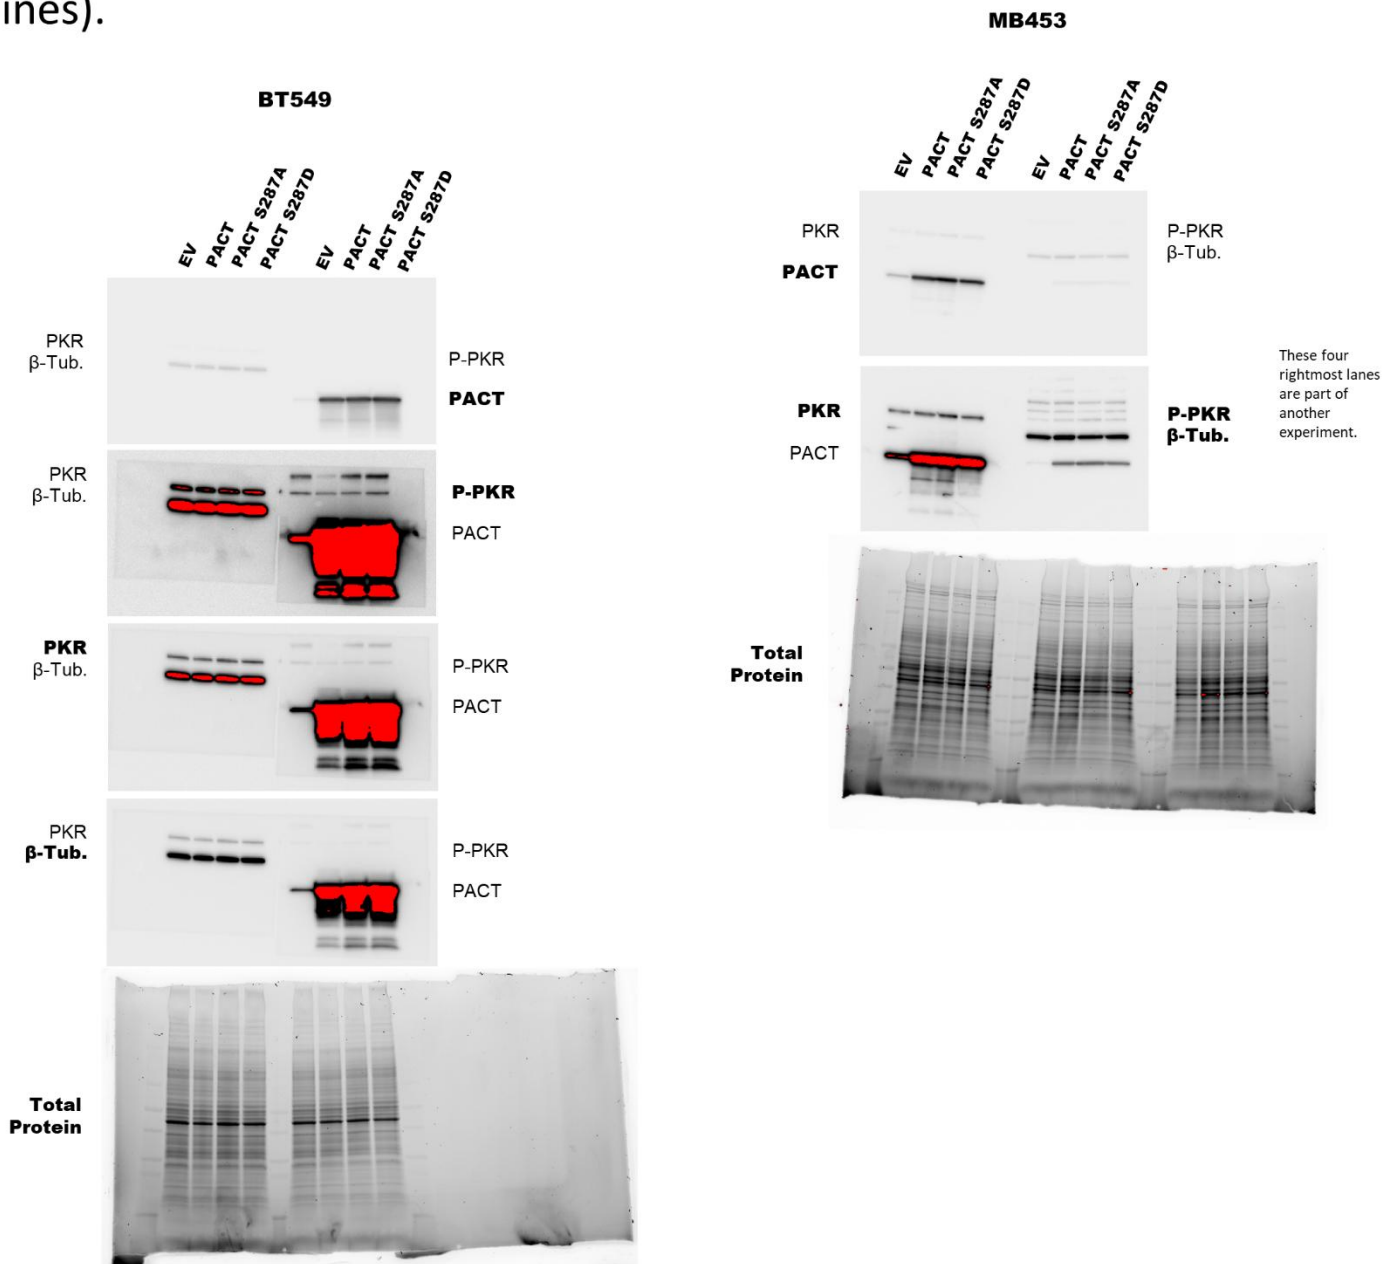 ines).
BT549
EV
PACT
PACT S287A
PACT S287D
EV
PACT
PACT S287A
PACT S287D
PKR
β-Tub.
P-PKR
PACT
PKR
β-Tub.
P-PKR
PACT
PKR
β-Tub.
P-PKR
PACT
PKR
β-Tub.
P-PKR
PACT
Total
Protein
MB453
EV
PACT
PACT S287A
PACT S287D
EV
PACT
PACT S287A
PACT S287D
PKR
PACT
P-PKR
β-Tub.
PKR
PACT
P-PKR
β-Tub.
These four
rightmost lanes
are part of
another
experiment.
Total
Protein